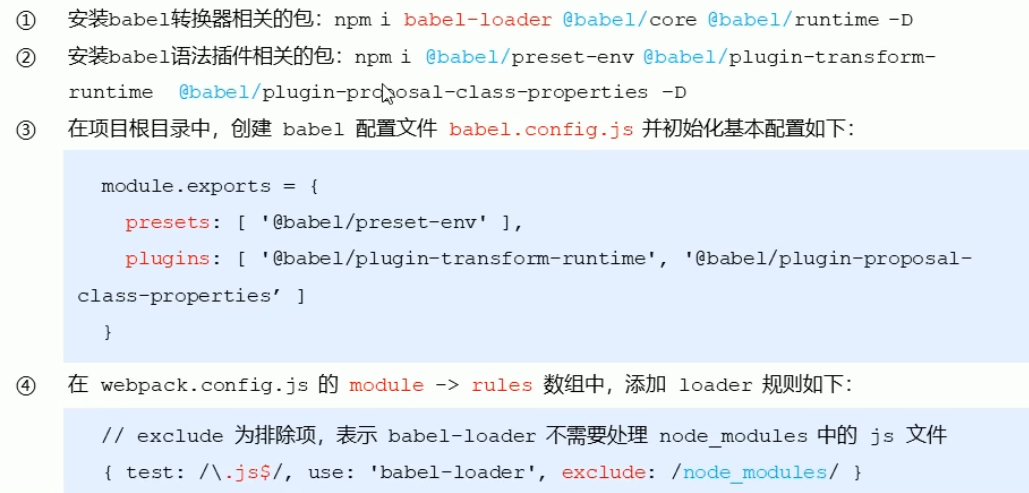 ① 安装babel转换器相关的包：npm i babel-loader @babel/core @babel/runtime -D
② 安装babel语法插件相关的包：npm i @babel/preset-env @babel/plugin-transform-
runtime @babel/plugin-proposal-class-properties -D
③ 在项目根目录中，创建 babel 配置文件 babel.config.js 并初始化基本配置如下：
module.exports = {
presets: [ '@babel/preset-env' ],
plugins: [ '@babel/plugin-transform-runtime', '@babel/plugin-proposal-
class-properties’ ]
}
④ 在 webpack.config.js 的 module -> rules 数组中，添加 loader 规则如下：
// exclude 为排除项，表示 babel-loader 不需要处理 node_modules 中的 js 文件
{ test: /\.js$/, use: 'babel-loader', exclude: /node_modules/ }